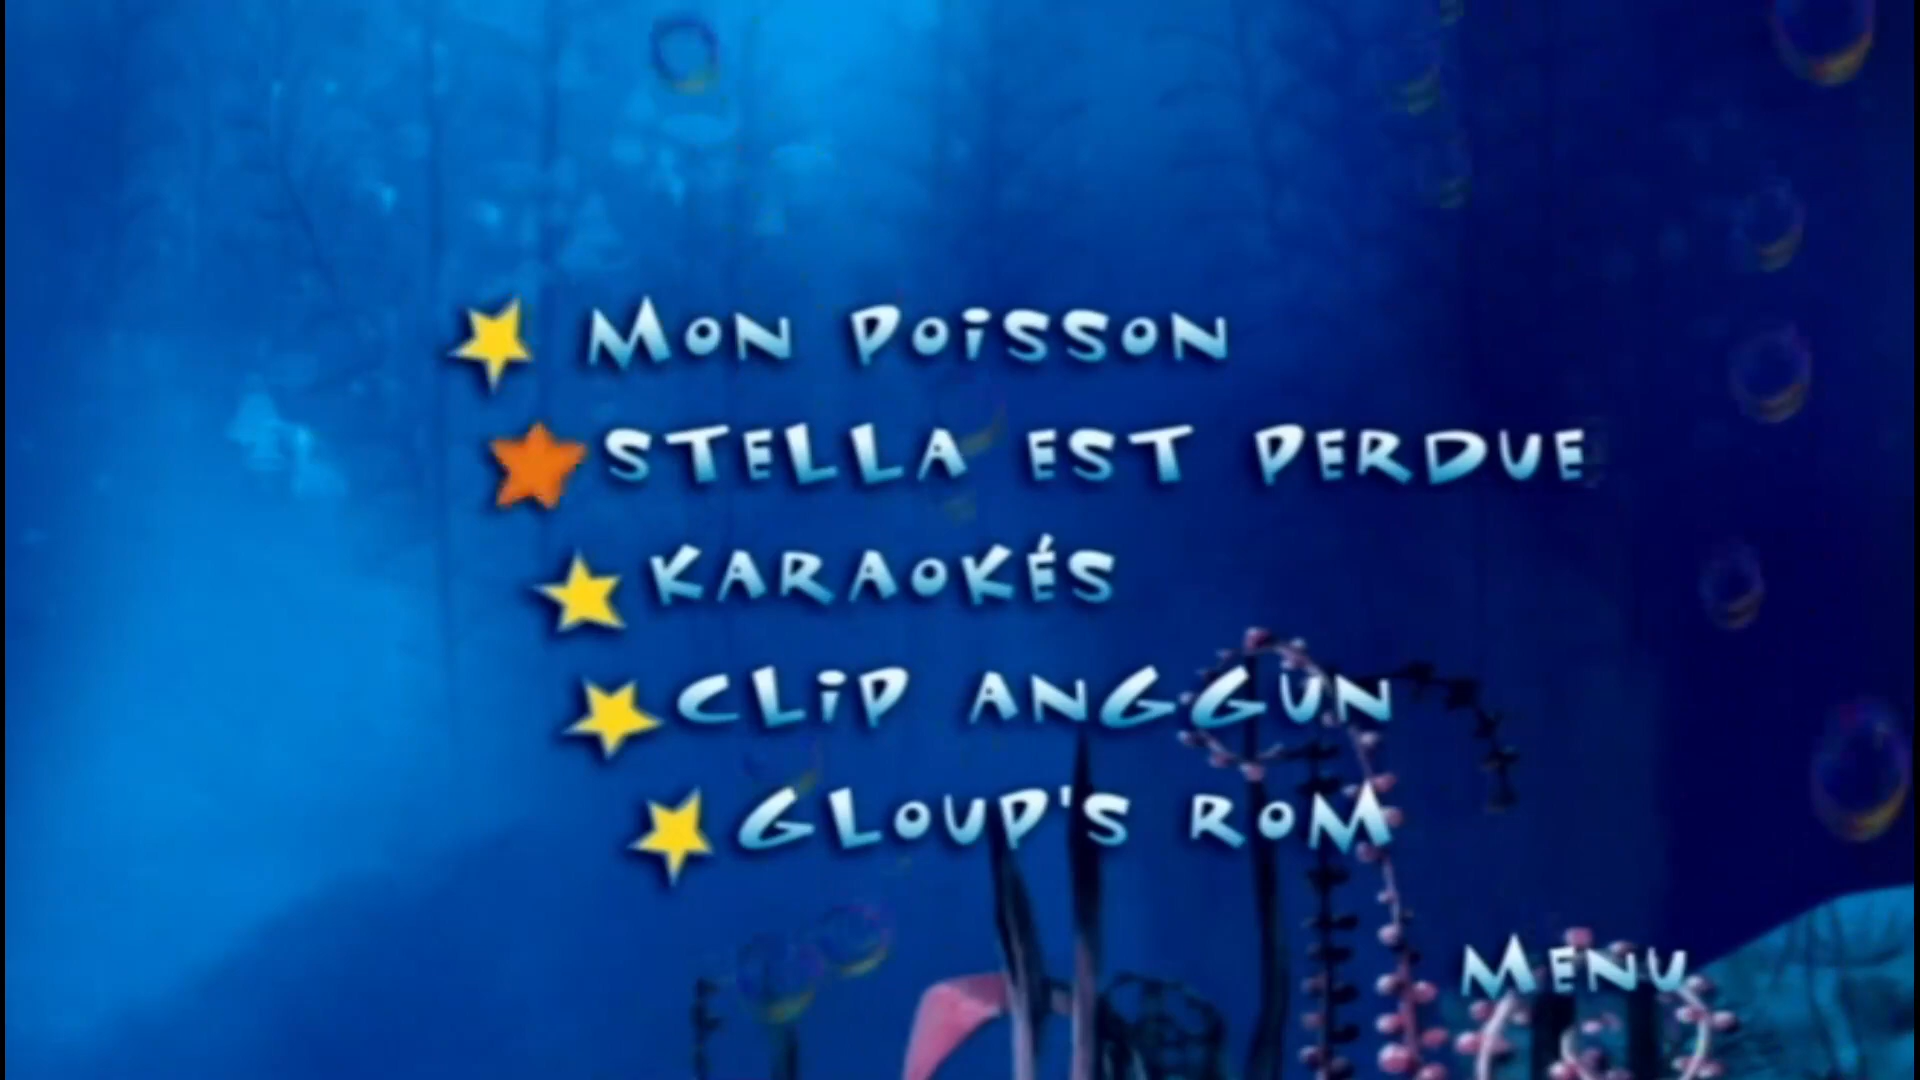 MON POISSON
STELLA EST PERDUE
KARAOKÉS
CLIP ANGGUN
GLOUP'S ROM
MENU